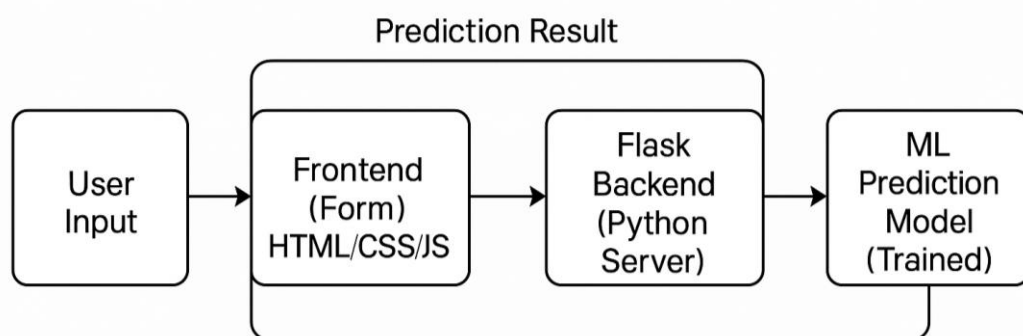 Prediction Result
User
Input
Frontend
(Form)
HTML/CSS/JS
Flask
Backend
(Python
Server)
ML
Prediction
Model
(Trained)